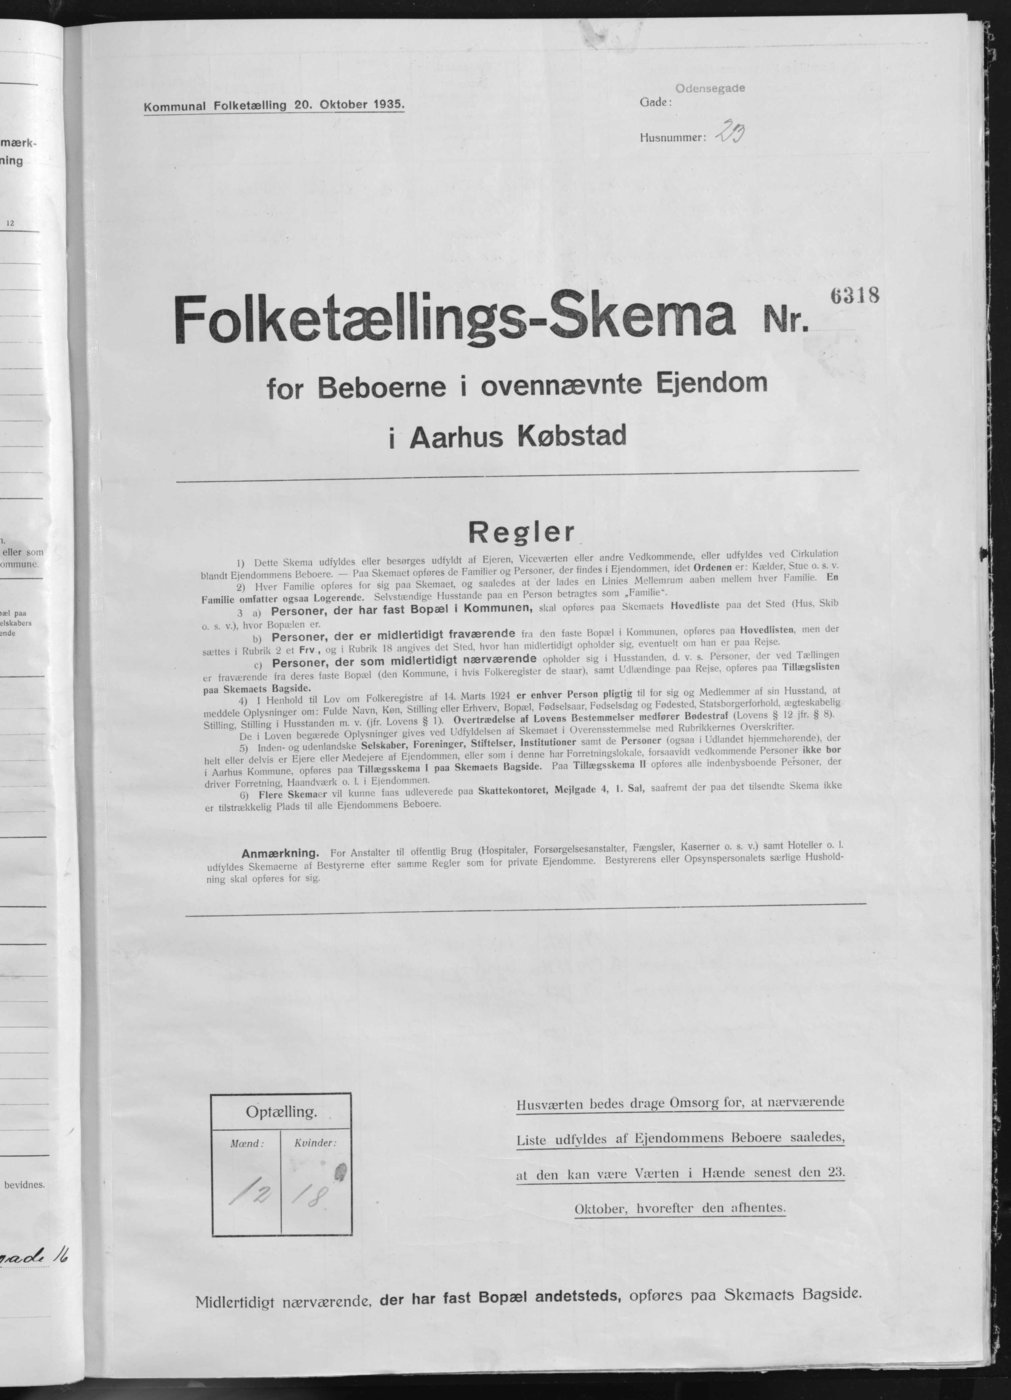 mærk-
ning
12
eller som
ommune.
æl paa
elskabers
ende
bevidnes.
gade 16
Kommunal Folketælling 20. Oktober 1935.
Odensegade
Gade:
Husnummer: 23
Folketællings-Skema Nr. 6318
for Beboerne i ovennævnte Ejendom
i Aarhus Købstad
Regler
1) Dette Skema udfyldes eller besørges udfyldt af Ejeren, Viceværten eller andre Vedkommende, eller udfyldes ved Cirkulation
blandt Ejendommens Beboere. — Paa Skemaet opføres de Familier og Personer, der findes i Ejendommen, idet Ordenen er: Kælder, Stue o. s. v.
2) Hver Familie opføres for sig paa Skemaet, og saaledes at der lades en Linies Mellemrum aaben mellem hver Familie. En
Familie omfatter ogsaa Logerende. Selvstændige Husstande paa en Person betragtes som „Familie“.
3 a) Personer, der har fast Bopæl i Kommunen, skal opføres paa Skemaets Hovedliste paa det Sted (Hus, Skib
o. s. v.), hvor Bopælen er.
b) Personer, der er midlertidigt fraværende fra den faste Bopæl i Kommunen, opføres paa Hovedlisten, men der
sættes i Rubrik 2 et Frv, og i Rubrik 18 angives det Sted, hvor han midlertidigt opholder sig, eventuelt om han er paa Rejse.
c) Personer, der som midlertidigt nærværende opholder sig i Husstanden, d. v. s. Personer, der ved Tællingen
er fraværende fra deres faste Bopæl (den Kommune, i hvis Folkeregister de staar), samt Udlændinge paa Rejse, opføres paa Tillægslisten
paa Skemaets Bagside.
4) I Henhold til Lov om Folkeregistre af 14. Marts 1924 er enhver Person pligtig til for sig og Medlemmer af sin Husstand, at
meddele Oplysninger om: Fulde Navn, Køn, Stilling eller Erhverv, Bopæl, Fødselsaar, Fødselsdag og Fødested, Statsborgerforhold, ægteskabelig
Stilling, Stilling i Husstanden m. v. (jfr. Lovens § 1). Overtrædelse af Lovens Bestemmelser medfører Bødestraf (Lovens § 12 jfr. § 8).
De i Loven begærede Oplysninger gives ved Udfyldelsen af Skemaet i Overensstemmelse med Rubrikkernes Overskrifter.
5) Inden- og udenlandske Selskaber, Foreninger, Stiftelser, Institutioner samt de Personer (ogsaa i Udlandet hjemmehørende), der
helt eller delvis er Ejere eller Medejere af Ejendommen, eller som i denne har Forretningslokale, forsaavidt vedkommende Personer ikke bor
i Aarhus Kommune, opføres paa Tillægsskema I paa Skemaets Bagside. Paa Tillægsskema II opføres alle indenbysboende Personer, der
driver Forretning, Haandværk o. l. i Ejendommen.
6) Flere Skemaer vil kunne faas udleverede paa Skattekontoret, Mejlgade 4, 1. Sal, saafremt der paa det tilsendte Skema ikke
er tilstrækkelig Plads til alle Ejendommens Beboere.
Anmærkning. For Anstalter til offentlig Brug (Hospitaler, Forsørgelsesanstalter, Fængsler, Kaserner o. s. v.) samt Hoteller o. l.
udfyldes Skemaerne af Bestyrerne efter samme Regler som for private Ejendomme. Bestyrerens eller Opsynspersonalets særlige Hushold-
ning skal opføres for sig.
Optælling.
Mænd: Kvinder:
12 18
Husværten bedes drage Omsorg for, at nærværende
Liste udfyldes af Ejendommens Beboere saaledes,
at den kan være Værten i Hænde senest den 23.
Oktober, hvorefter den afhentes.
Midlertidigt nærværende, der har fast Bopæl andetsteds, opføres paa Skemaets Bagside.